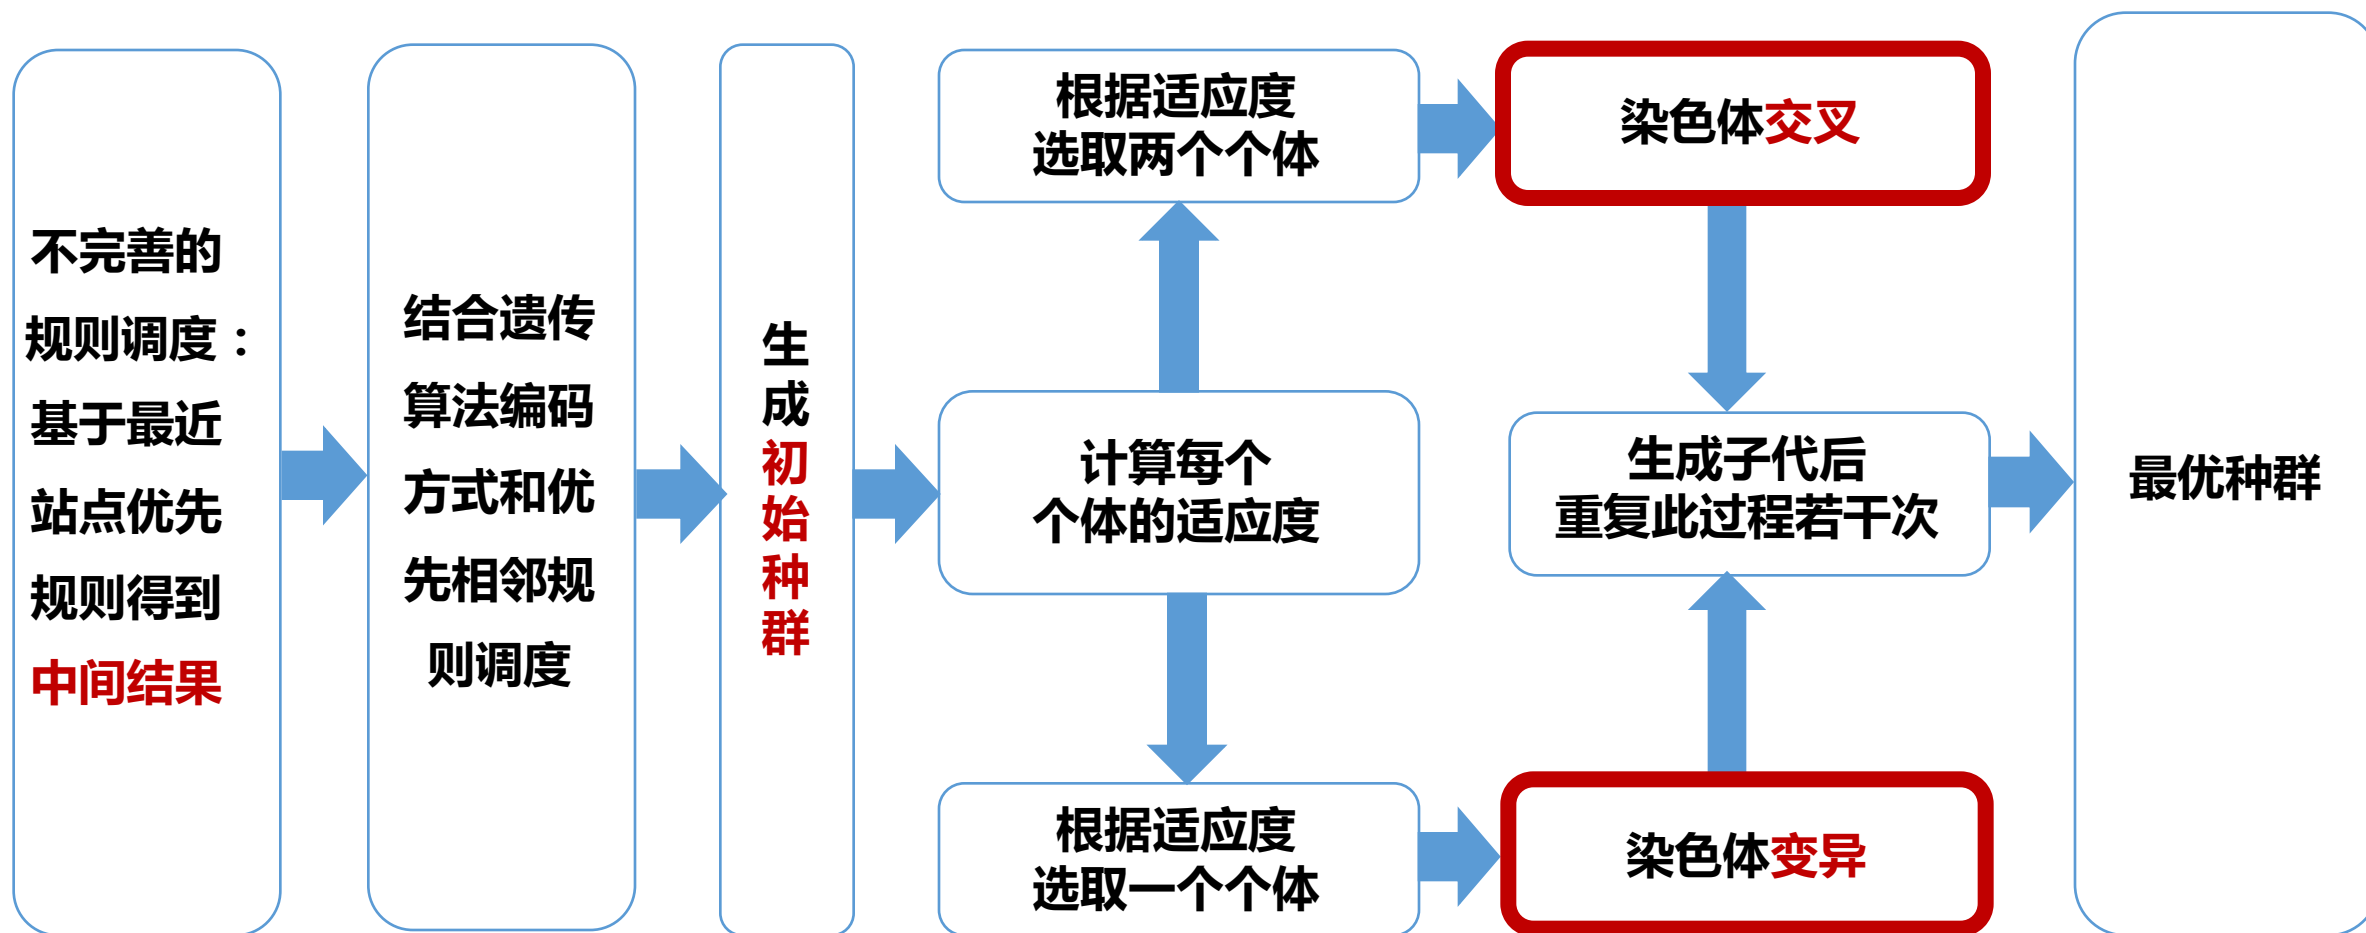 不完善的
规则调度：
基于最近
站点优先
规则得到
中间结果
结合遗传
算法编码
方式和优
先相邻规
则调度
生
成
初
始
种
群
根据适应度
选取两个个体
计算每个
个体的适应度
根据适应度
选取一个个体
染色体交叉
生成子代后
重复此过程若干次
染色体变异
最优种群